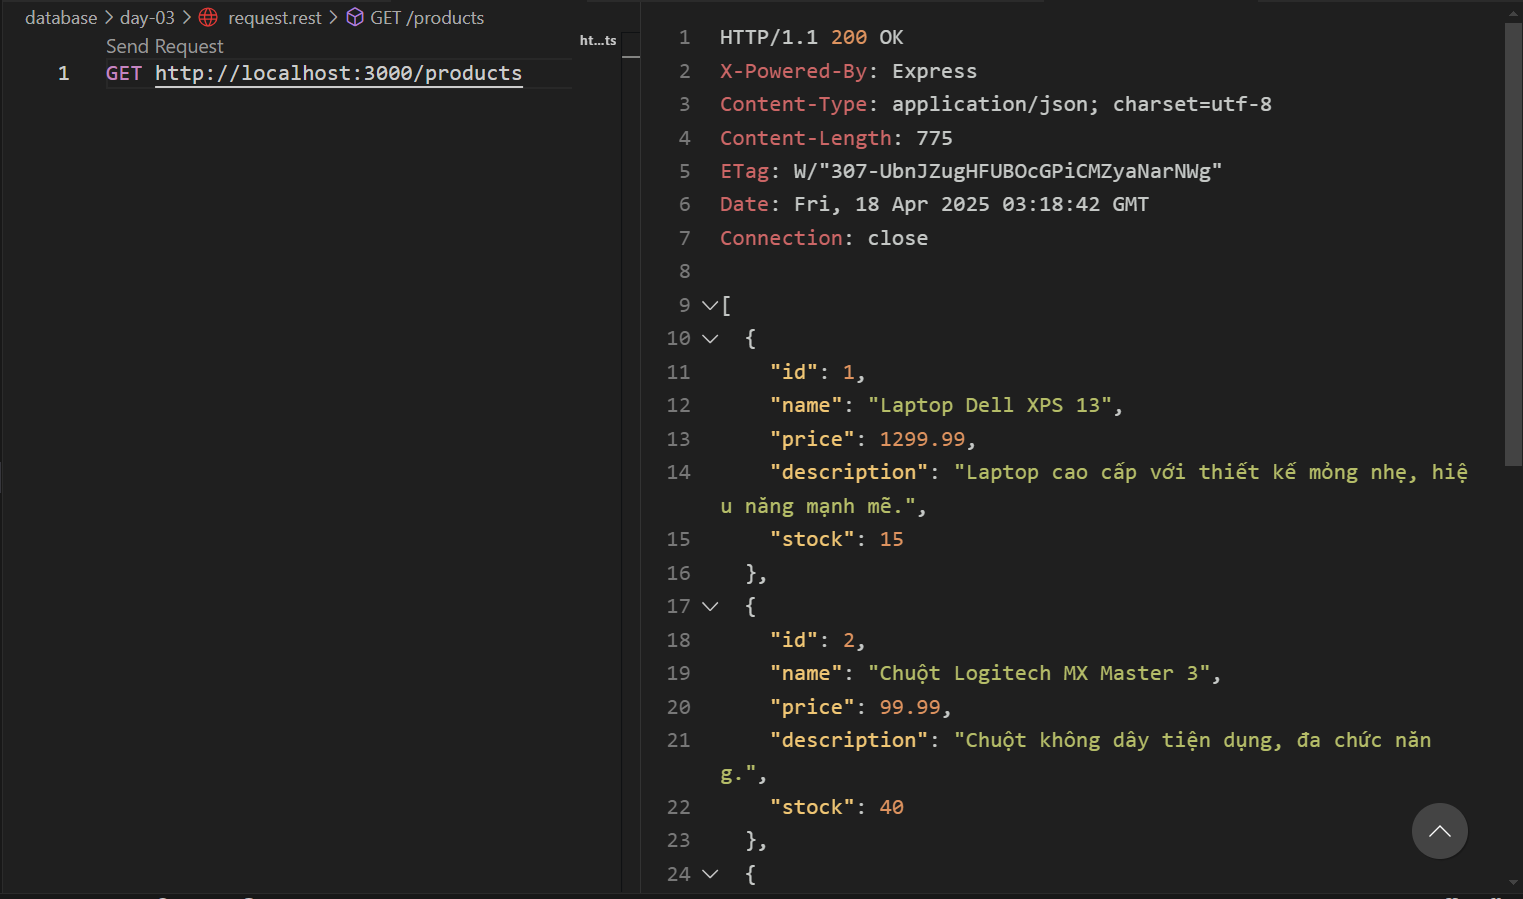 database > day-03 > request.rest > GET /products
Send Request
1 GET http://localhost:3000/products
ht...ts
1 HTTP/1.1 200 OK
2 X-Powered-By: Express
3 Content-Type: application/json; charset=utf-8
4 Content-Length: 775
5 ETag: W/"307-UbnJZugHFUBOcGPiCMZyaNarNWg"
6 Date: Fri, 18 Apr 2025 03:18:42 GMT
7 Connection: close
8
9 [
10 {
11 "id": 1,
12 "name": "Laptop Dell XPS 13",
13 "price": 1299.99,
14 "description": "Laptop cao cấp với thiết kế mỏng nhẹ, hiệ
u năng mạnh mẽ.",
15 "stock": 15
16 },
17 {
18 "id": 2,
19 "name": "Chuột Logitech MX Master 3",
20 "price": 99.99,
21 "description": "Chuột không dây tiện dụng, đa chức năn
g.",
22 "stock": 40
23 },
24 {